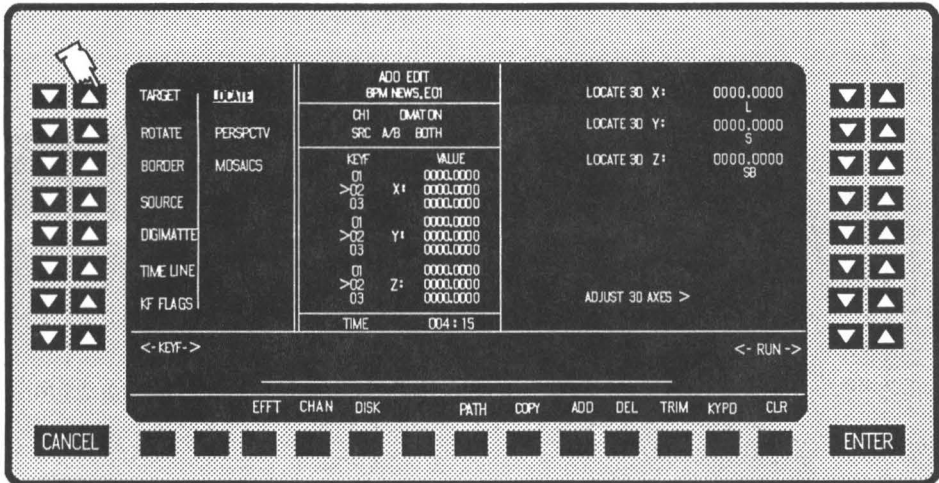 ADO EDIT
BPM NEWS.E01
CH1 DMAT ON
SRC A/B BOTH
TARGET LOCATE
ROTATE PERSPCTV
BORDER MOSAICS
SOURCE
DIGIMATTE
TIME LINE
KF FLAGS
KEYF VALUE
01 0000.0000
>02 X: 0000.0000
03 0000.0000
01 0000.0000
>02 Y: 0000.0000
03 0000.0000
01 0000.0000
>02 Z: 0000.0000
03 0000.0000
TIME 004:15
LOCATE 3D X: 0000.0000
L
LOCATE 3D Y: 0000.0000
S
LOCATE 3D Z: 0000.0000
SB
ADJUST 3D AXES >
<-KEYF-> <- RUN ->
EFFT CHAN DISK PATH COPY ADD DEL TRIM KYPD CLR
CANCEL ENTER